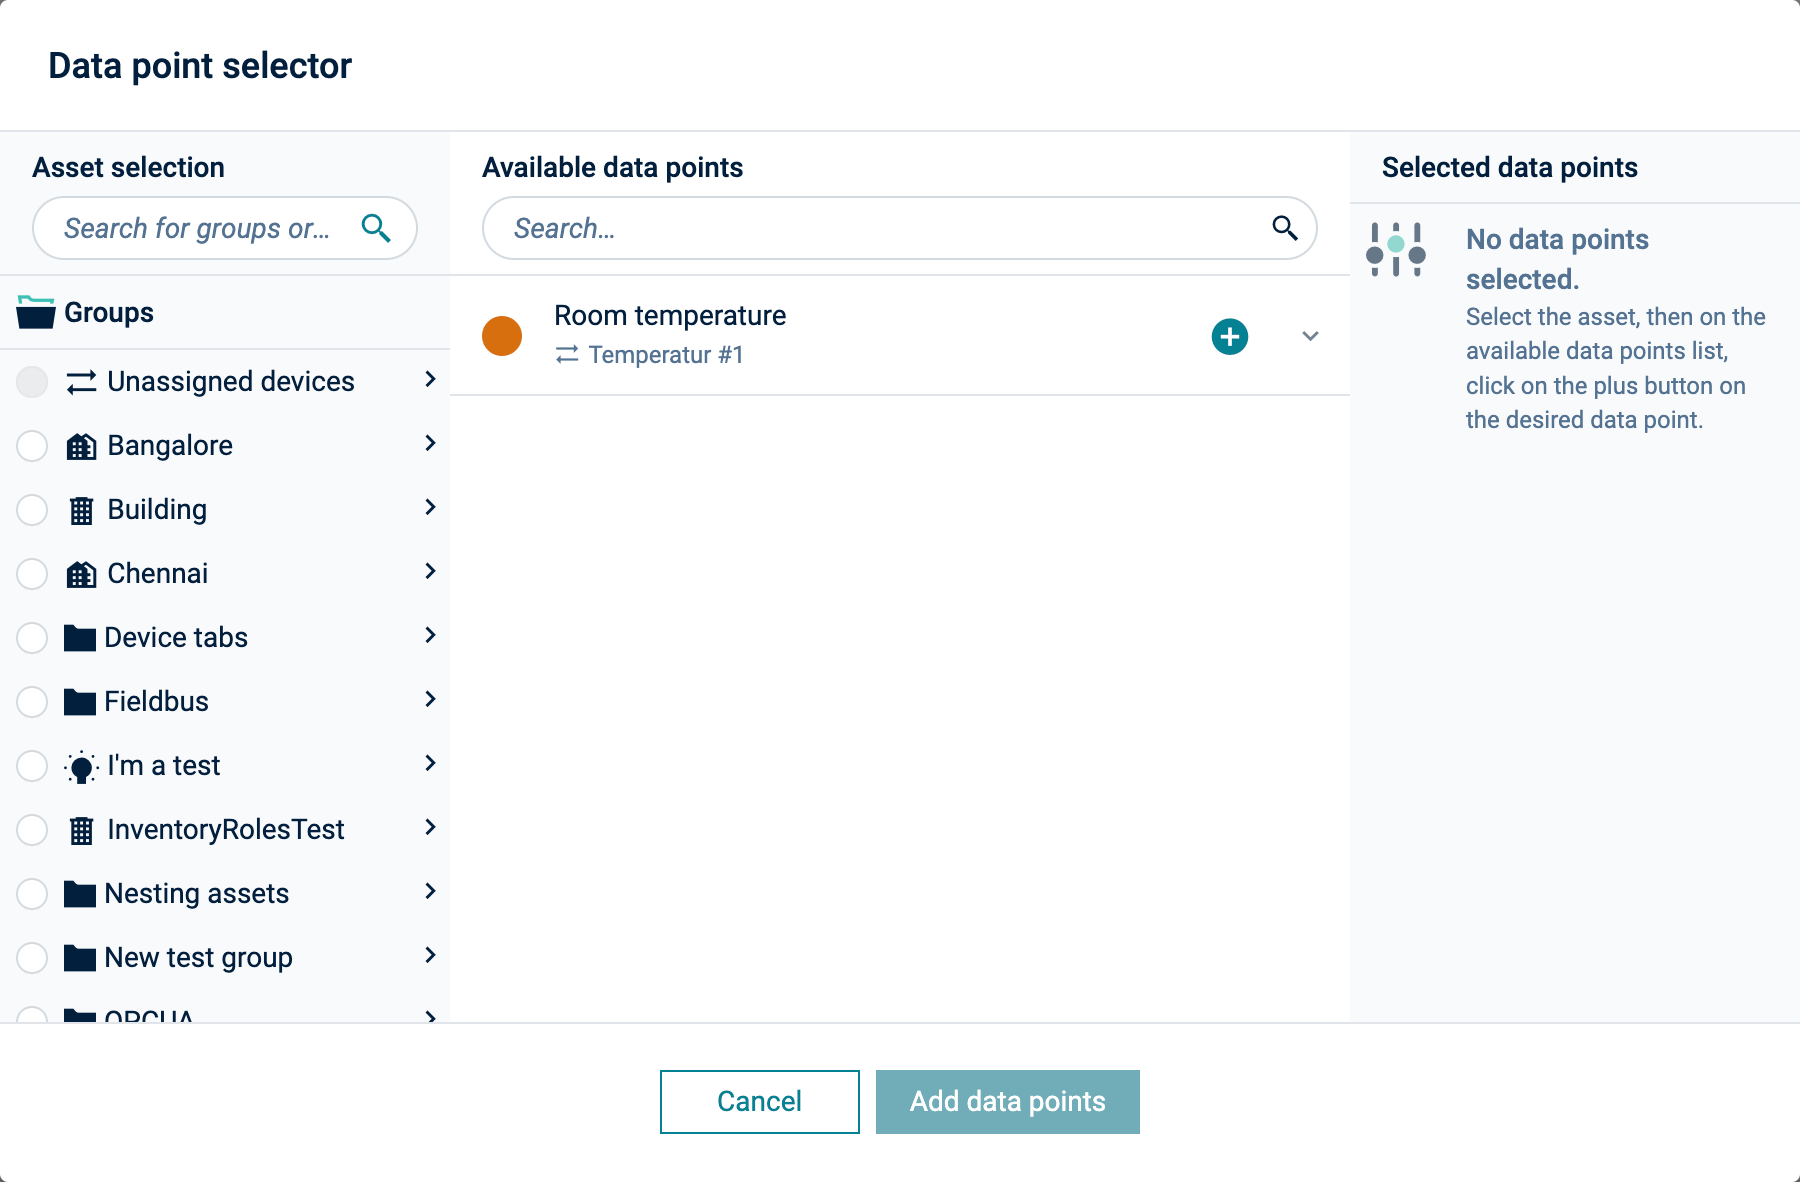 Data point selector
Asset selection
Search for groups or...
Groups
Unassigned devices
Bangalore
Building
Chennai
Device tabs
Fieldbus
I'm a test
InventoryRolesTest
Nesting assets
New test group
OPCUA
Available data points
Search...
Room temperature
Temperatur #1
Selected data points
No data points
selected.
Select the asset, then on the
available data points list,
click on the plus button on
the desired data point.
Cancel
Add data points